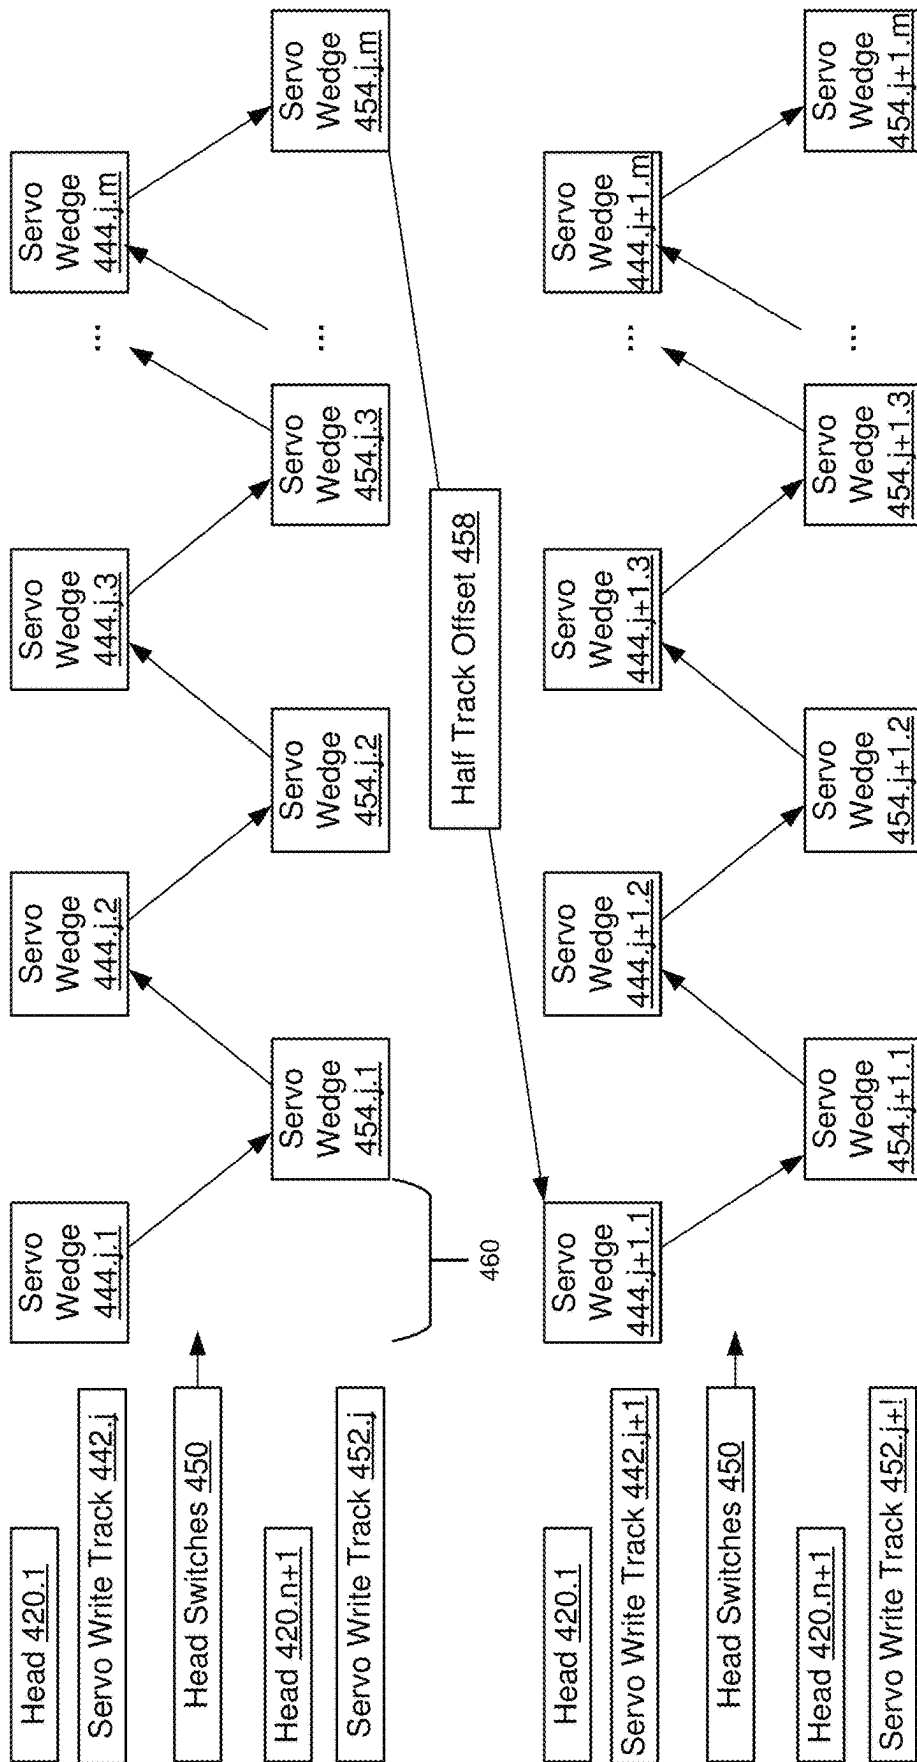 Head 420.1
Servo Write Track 442.j
Servo
Wedge
444.j.1
Servo
Wedge
444.j.2
Servo
Wedge
444.j.3
...
Servo
Wedge
444.j.m
Head Switches 450
Head 420.n+1
Servo Write Track 452.j
Servo
Wedge
454.j.1
Servo
Wedge
454.j.2
Servo
Wedge
454.j.3
...
Servo
Wedge
454.j.m
460
Half Track Offset 458
Head 420.1
Servo Write Track 442.j+1
Servo
Wedge
444.j+1.1
Servo
Wedge
444.j+1.2
Servo
Wedge
444.j+1.3
...
Servo
Wedge
444.j+1.m
Head Switches 450
Head 420.n+1
Servo Write Track 452.j+!
Servo
Wedge
454.j+1.1
Servo
Wedge
454.j+1.2
Servo
Wedge
454.j+1.3
...
Servo
Wedge
454.j+1.m